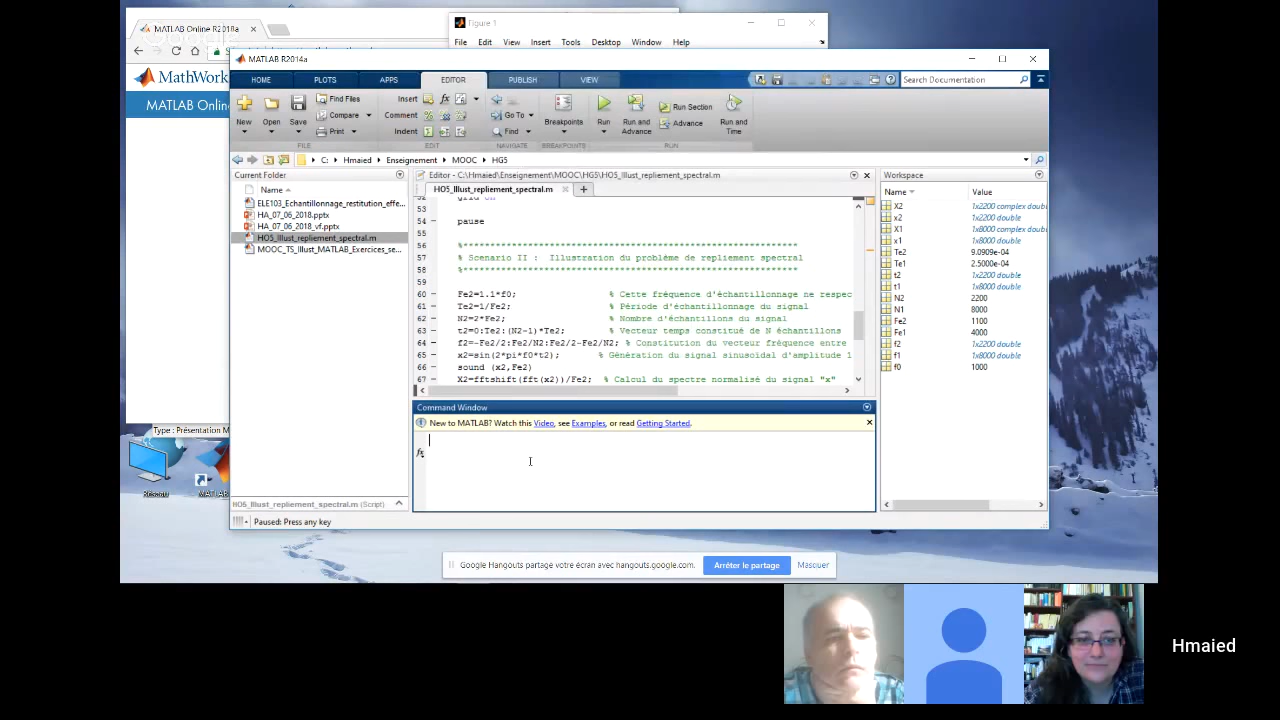 MATLAB Online R2018a
Figure 1
File Edit View Insert Tools Desktop Window Help
MathWor
MATLAB Onlin
MATLAB R2014a
HOME PLOTS APPS EDITOR PUBLISH VIEW
Search Documentation
New Open Save
Find Files
Compare
Print
Insert
Comment
Indent
Go To
Find
Breakpoints
Run
Run and Advance
Run Section
Advance
Run and Time
FILE EDIT NAVIGATE BREAKPOINTS RUN
C: Hmaied Enseignement MOOC HG5
Current Folder
Name
ELE103_Echantillonnage_restitution_effe...
HA_07_06_2018.pptx
HA_07_06_2018_vf.pptx
HO5_Illust_repliement_spectral.m
MOOC_TS_Illust_MATLAB_Exercices_se...
HO5_Illust_repliement_spectral.m (Script)
Paused: Press any key
Editor - C:\Hmaied\Enseignement\MOOC\HG5\HO5_Illust_repliement_spectral.m
HO5_Illust_repliement_spectral.m
52 grid on
53
54 pause
55
56 %*******************************************************************
57 % Scenario II : Illustration du problème de repliement spectral
58 %*******************************************************************
59
60 Fe2=1.1*f0; % Cette fréquence d'échantillonnage ne respec
61 Te2=1/Fe2; % Période d'échantillonnage du signal
62 N2=2*Fe2; % Nombre d'échantillons du signal
63 t2=0:Te2:(N2-1)*Te2; % Vecteur temps constitué de N échantillons
64 f2=-Fe2/2:Fe2/N2:Fe2/2-Fe2/N2; % Constitution du vecteur fréquence entre
65 x2=sin(2*pi*f0*t2); % Génération du signal sinusoidal d'amplitude 1
66 sound (x2,Fe2)
67 X2=fftshift(fft(x2))/Fe2; % Calcul du spectre normalisé du signal "x"
Command Window
New to MATLAB? Watch this Video, see Examples, or read Getting Started.
fx
Workspace
Name Value
X2 1x2200 complex doubl
x2 1x2200 double
X1 1x8000 complex doubl
x1 1x8000 double
Te2 9.0909e-04
Te1 2.5000e-04
t2 1x2200 double
t1 1x8000 double
N2 2200
N1 8000
Fe2 1100
Fe1 4000
f2 1x2200 double
f1 1x8000 double
f0 1000
Type : Présentation M
Réseau
MATL
Google Hangouts partage votre écran avec hangouts.google.com.
Arrêter le partage
Masquer
Hmaied